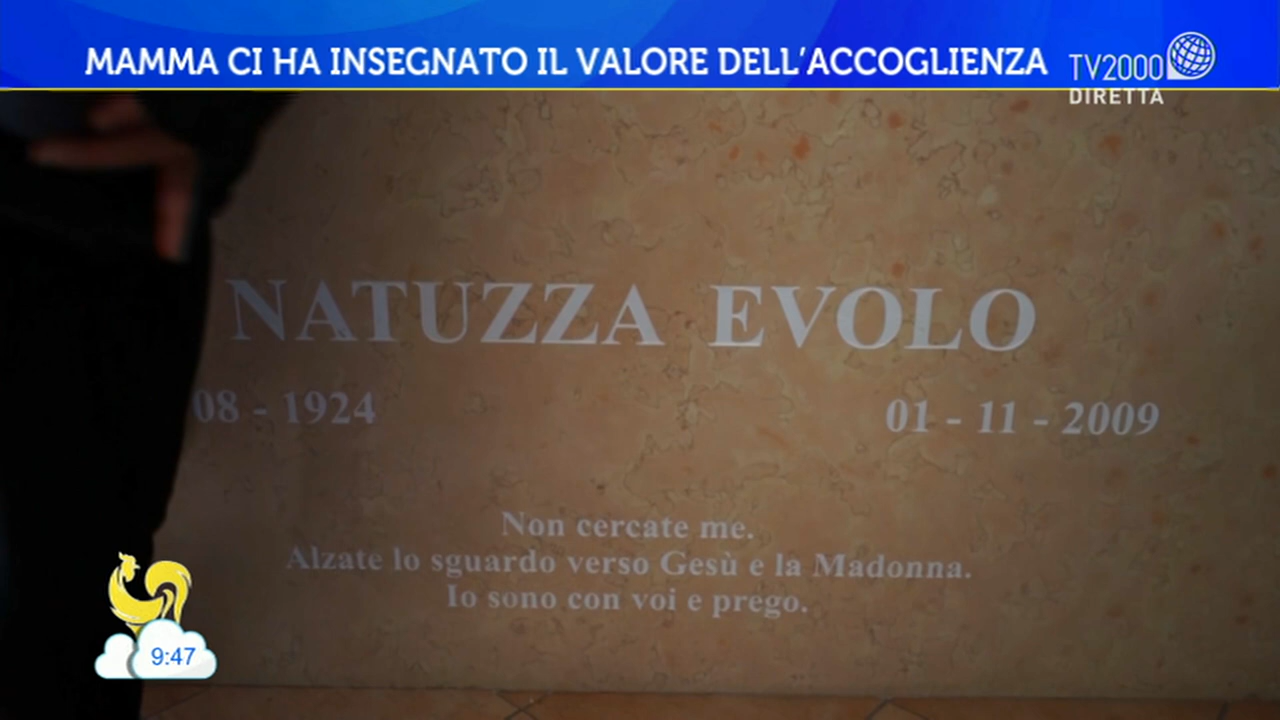 MAMMA CI HA INSEGNATO IL VALORE DELL'ACCOGLIENZA
TV2000
DIRETTA
NATUZZA EVOLO
08 - 1924
01 - 11 - 2009
Non cercate me.
Alzate lo sguardo verso Gesù e la Madonna.
Io sono con voi e prego.
9:47